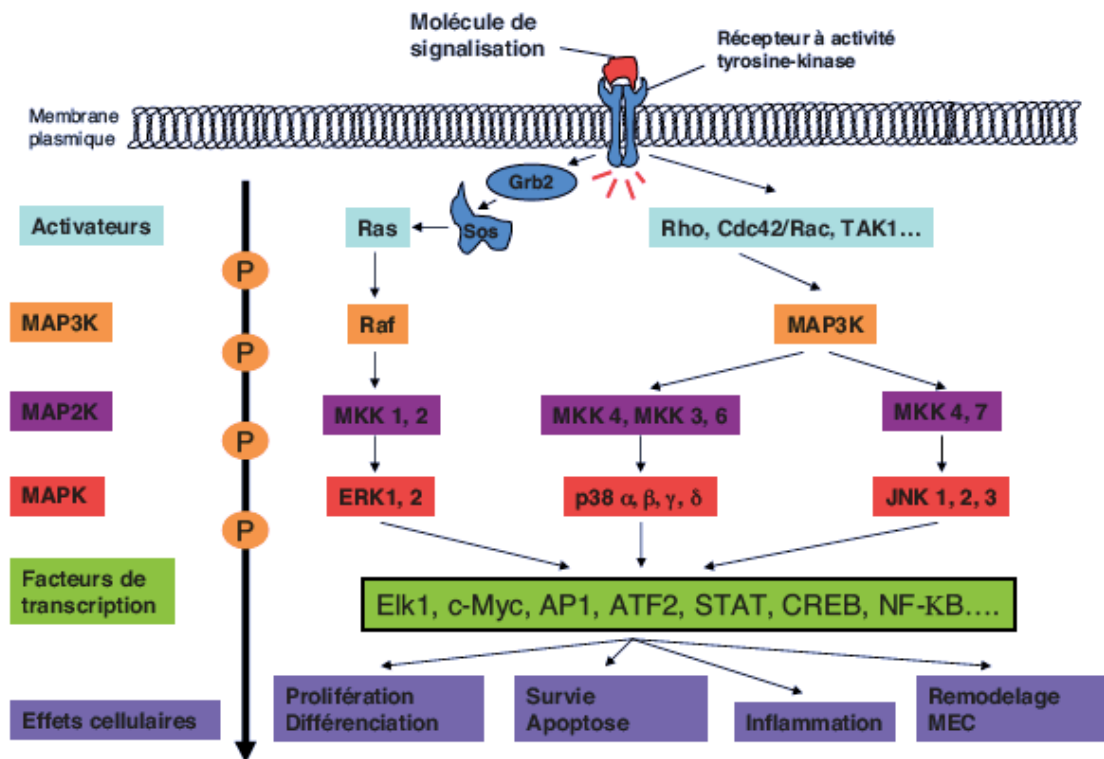 Molécule de
signalisation
Récepteur à activité
tyrosine-kinase
Membrane
plasmique
Grb2
Activateurs
Ras
Sos
Rho, Cdc42/Rac, TAK1…
P
MAP3K
Raf
MAP3K
P
MAP2K
MKK 1, 2
MKK 4, MKK 3, 6
MKK 4, 7
P
MAPK
ERK1, 2
p38 α, β, γ, δ
JNK 1, 2, 3
P
Facteurs de
transcription
Elk1, c-Myc, AP1, ATF2, STAT, CREB, NF-κB….
Effets cellulaires
Prolifération
Différenciation
Survie
Apoptose
Inflammation
Remodelage
MEC